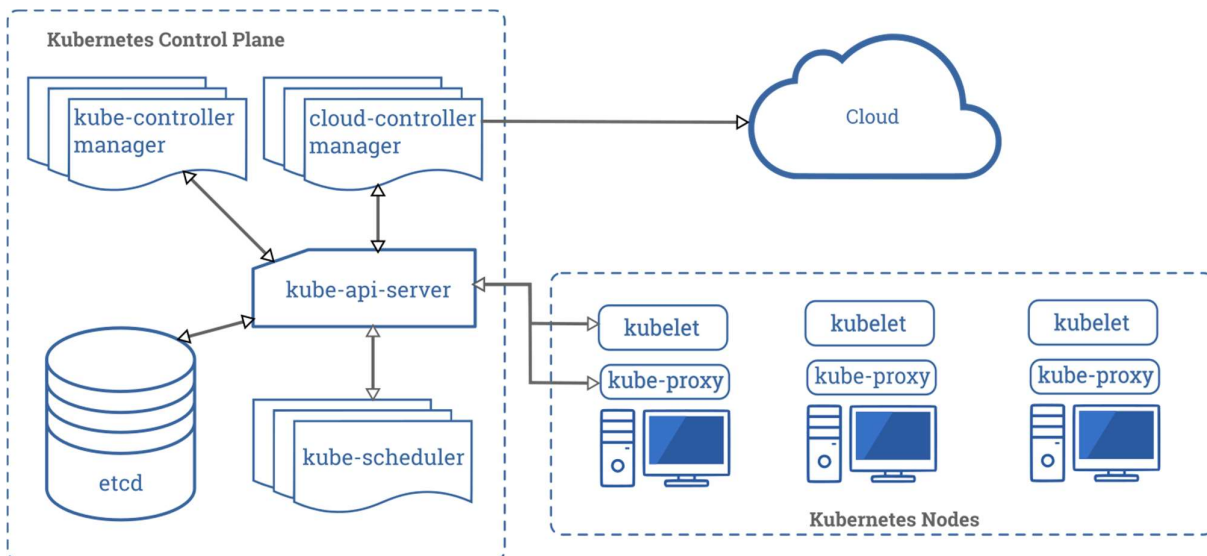 Kubernetes Control Plane
kube-controller
manager
cloud-controller
manager
Cloud
kube-api-server
etcd
kube-scheduler
kubelet
kube-proxy
kubelet
kube-proxy
kubelet
kube-proxy
Kubernetes Nodes